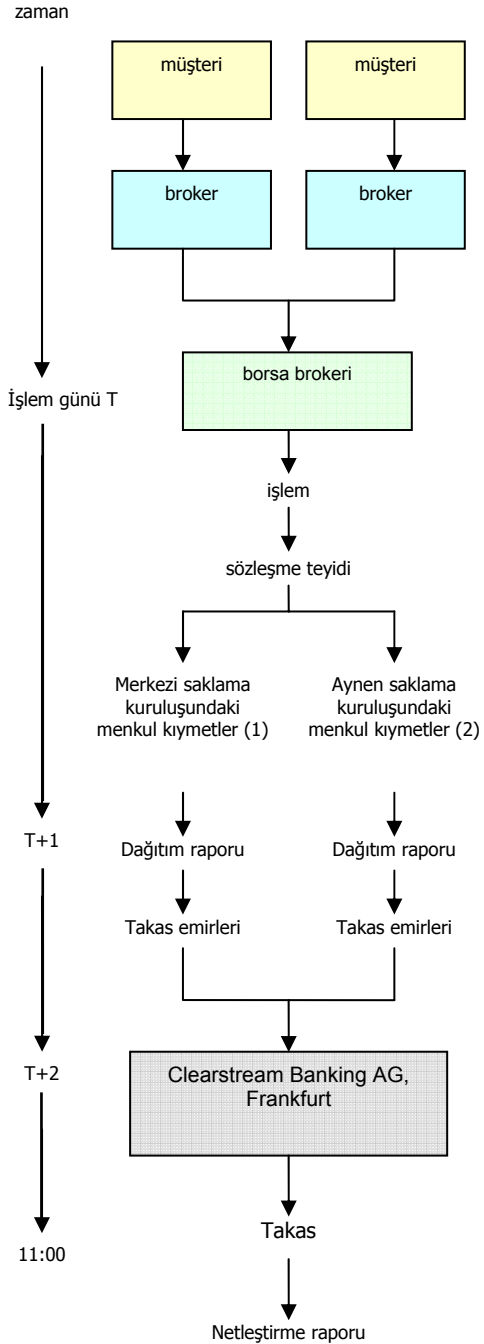 zaman
müşteri
müşteri
broker
broker
borsa brokeri
İşlem günü T
işlem
sözleşme teyidi
Merkezi saklama
kuruluşundaki
menkul kıymetler (1)
Aynen saklama
kuruluşundaki
menkul kıymetler (2)
T+1
Dağıtım raporu
Dağıtım raporu
Takas emirleri
Takas emirleri
T+2
Clearstream Banking AG,
Frankfurt
Takas
11:00
Netleştirme raporu